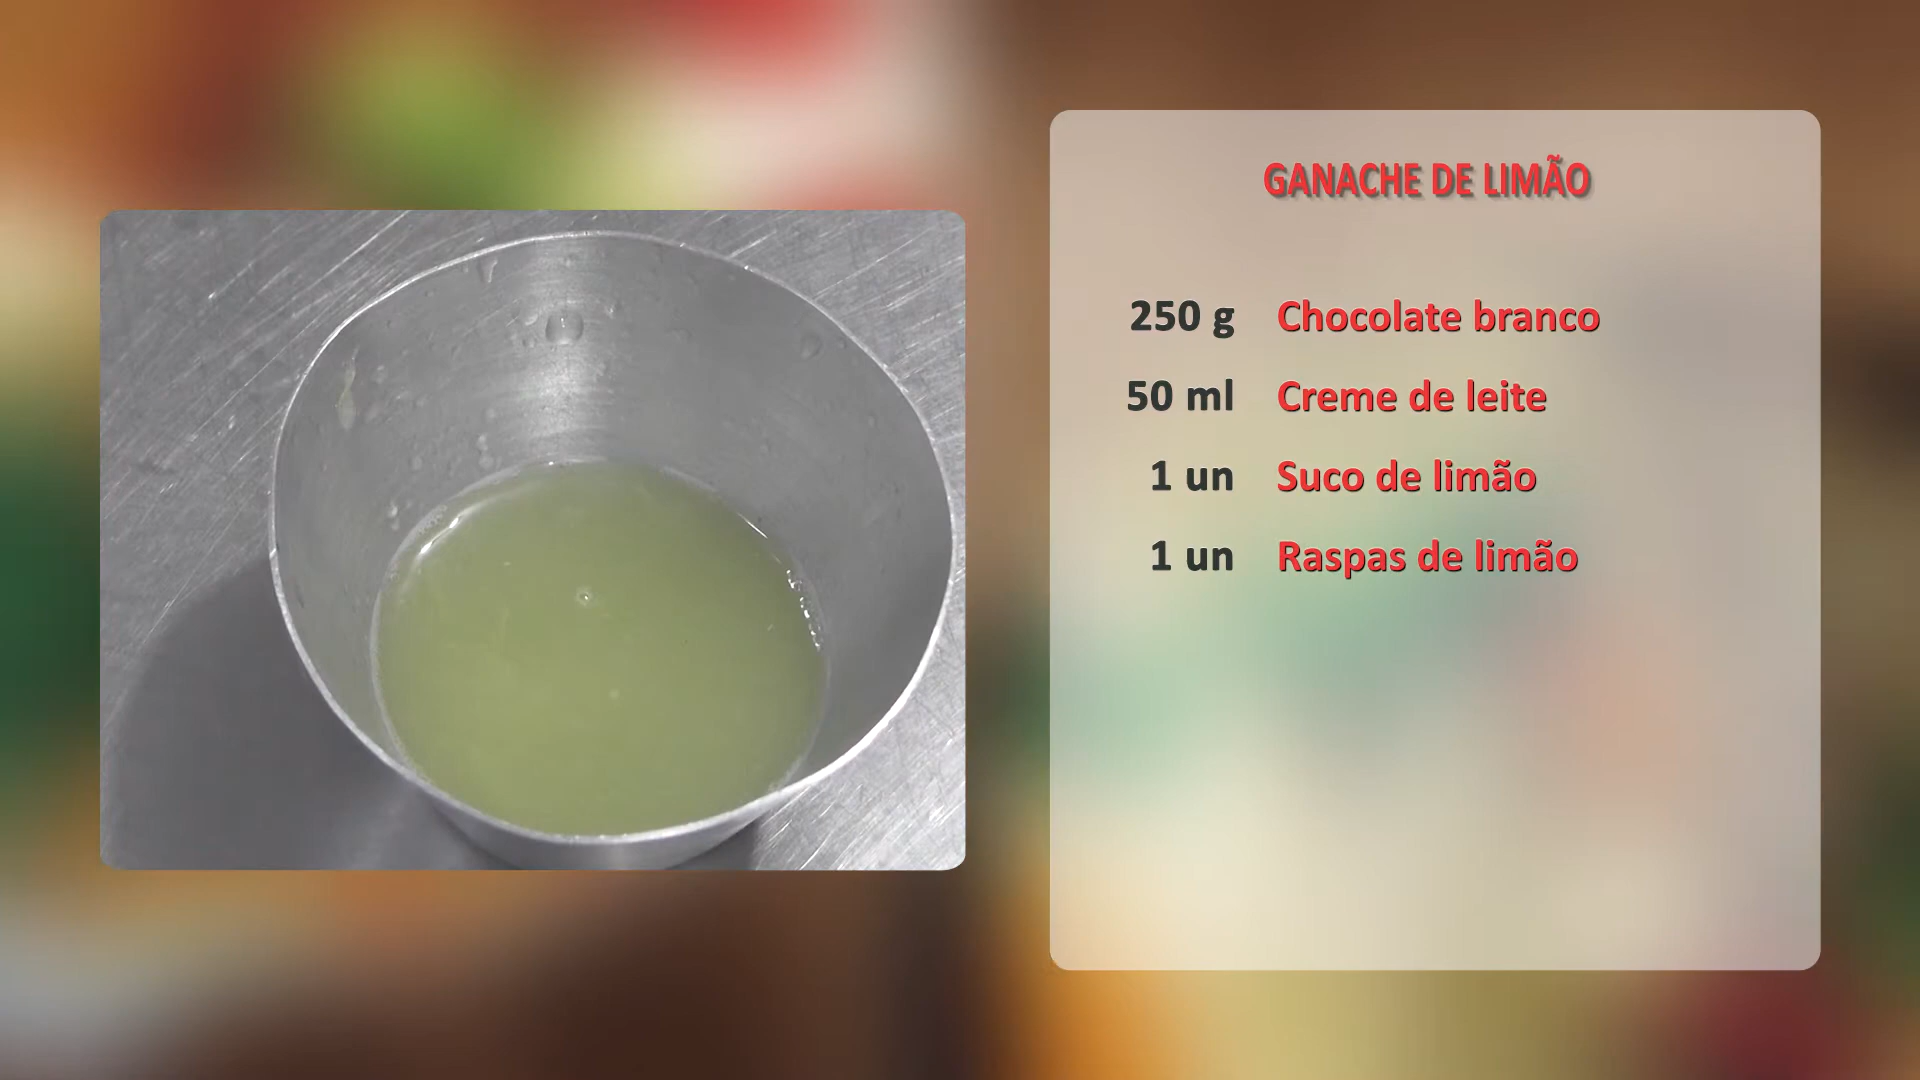 GANACHE DE LIMÃO
250 g Chocolate branco
50 ml Creme de leite
1 un Suco de limão
1 un Raspas de limão